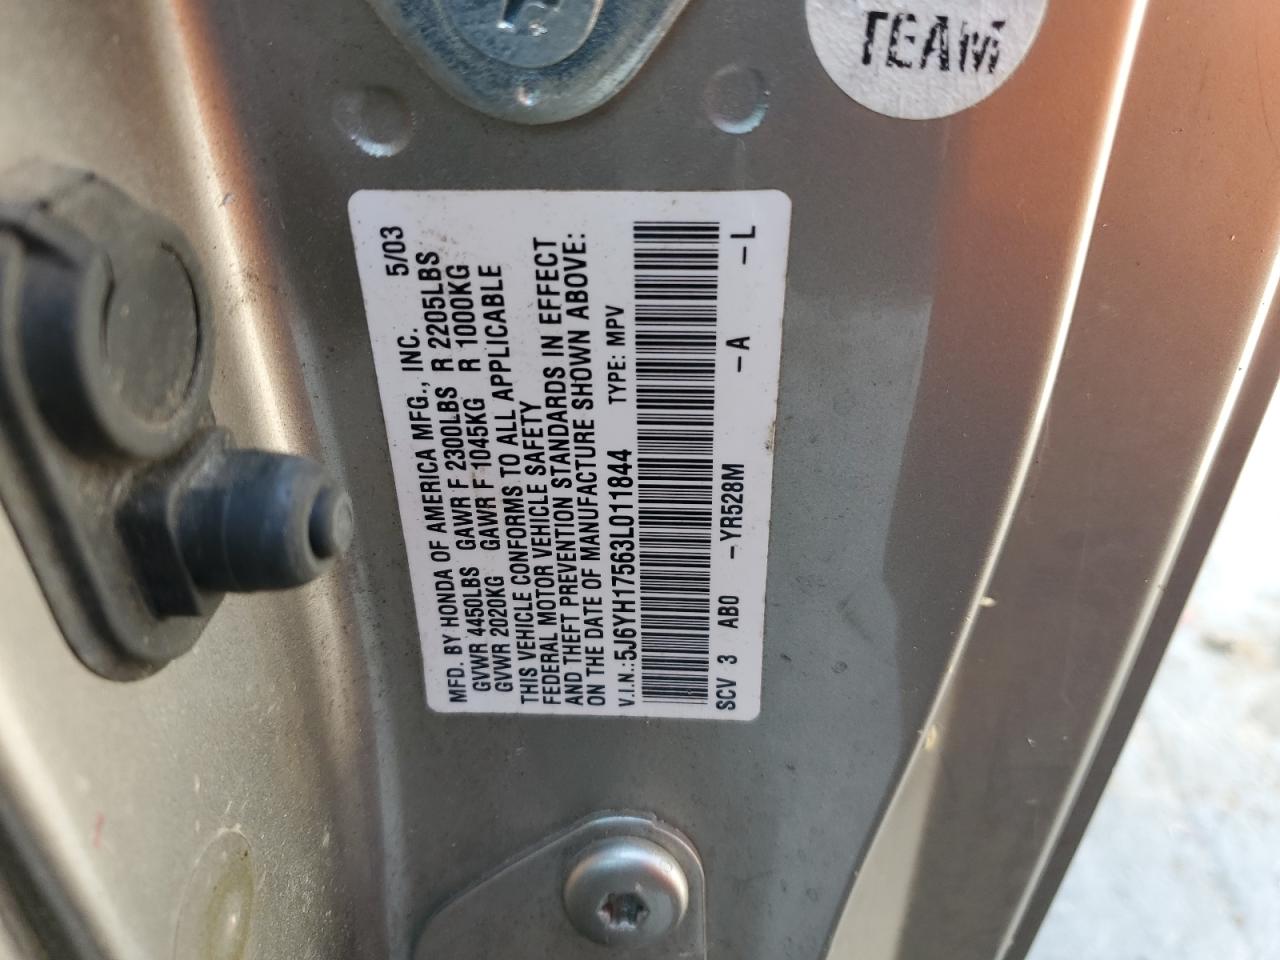 TEAM
MFD. BY HONDA OF AMERICA MFG., INC. 5/03
GVWR 4450LBS GAWR F 2300LBS R 2205LBS
GVWR 2020KG GAWR F 1045KG R 1000KG
THIS VEHICLE CONFORMS TO ALL APPLICABLE
FEDERAL MOTOR VEHICLE SAFETY
AND THEFT PREVENTION STANDARDS IN EFFECT
ON THE DATE OF MANUFACTURE SHOWN ABOVE:
V.I.N.:5J6YH17563L011844 TYPE: MPV
SCV 3 AB0 -YR528M -A -L